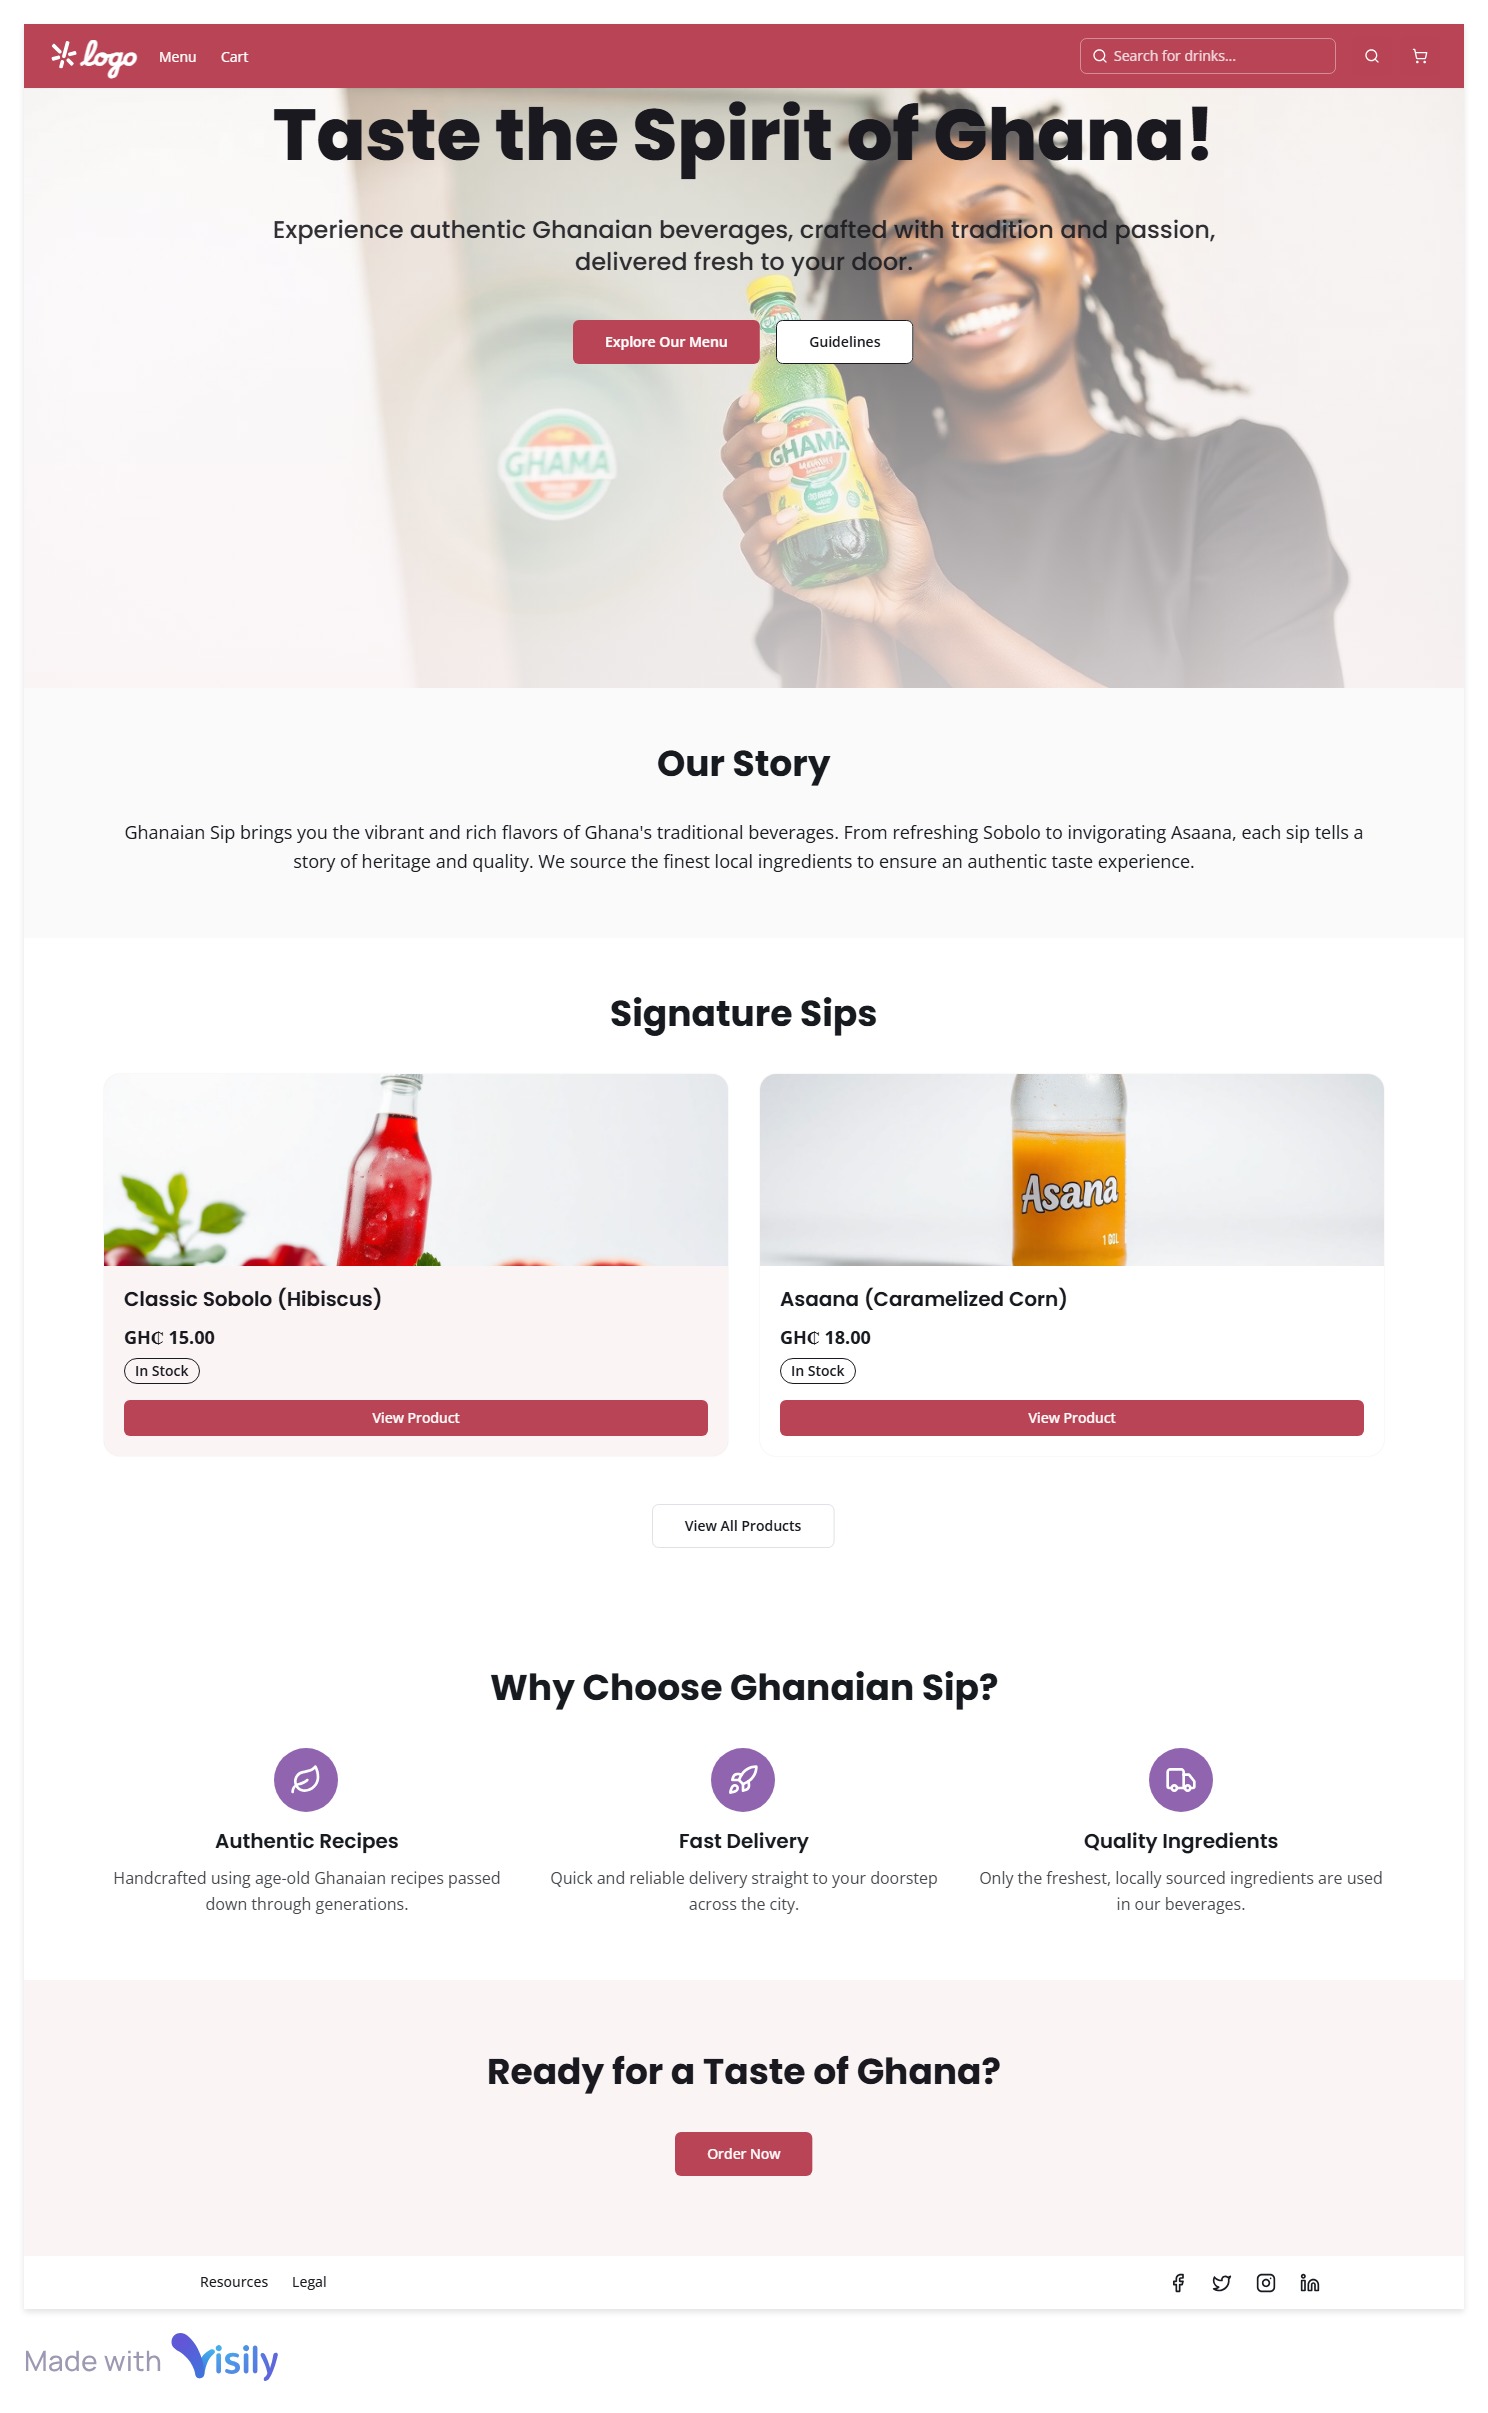 logo
Menu
Cart
Search for drinks...
Taste the Spirit of Ghana!
Experience authentic Ghanaian beverages, crafted with tradition and passion,
delivered fresh to your door.
Explore Our Menu
Guidelines
GHAMA
GHAMA
Our Story
Ghanaian Sip brings you the vibrant and rich flavors of Ghana's traditional beverages. From refreshing Sobolo to invigorating Asaana, each sip tells a
story of heritage and quality. We source the finest local ingredients to ensure an authentic taste experience.
Signature Sips
Asana
Classic Sobolo (Hibiscus)
GH₵ 15.00
In Stock
View Product
Asaana (Caramelized Corn)
GH₵ 18.00
In Stock
View Product
View All Products
Why Choose Ghanaian Sip?
Authentic Recipes
Handcrafted using age-old Ghanaian recipes passed
down through generations.
Fast Delivery
Quick and reliable delivery straight to your doorstep
across the city.
Quality Ingredients
Only the freshest, locally sourced ingredients are used
in our beverages.
Ready for a Taste of Ghana?
Order Now
Resources
Legal
Made with Visily